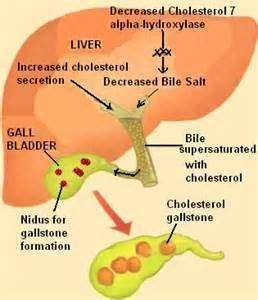 Decreased Cholesterol 7
alpha-hydroxylase
LIVER
Increased cholesterol
secretion
Decreased Bile Salt
GALL
BLADDER
Bile
supersaturated
with
cholesterol
Nidus for
gallstone
formation
Cholesterol
gallstone